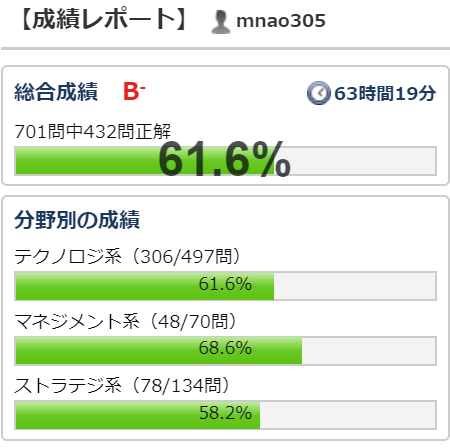 【成績レポート】 mnao305
総合成績 B- 63時間19分
701問中432問正解
61.6%
分野別の成績
テクノロジ系（306/497問）
61.6%
マネジメント系（48/70問）
68.6%
ストラテジ系（78/134問）
58.2%